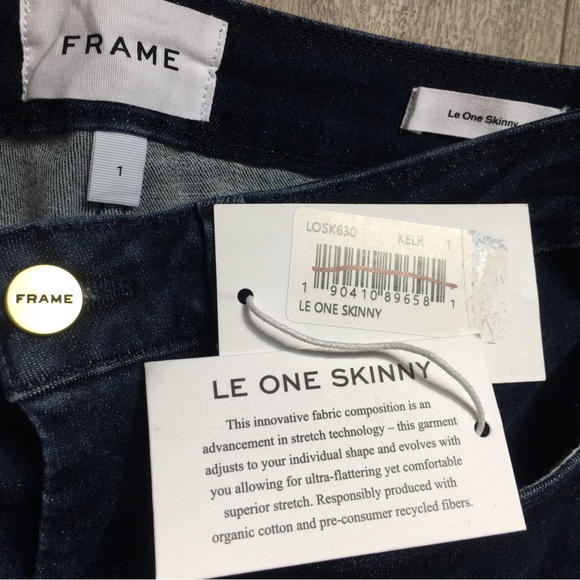 FRAME
Le One Skinny
1
LOSK630 KELR 1
1 90410 89658 1
LE ONE SKINNY
FRAME
LE ONE SKINNY
This innovative fabric composition is an
advancement in stretch technology – this garment
adjusts to your individual shape and evolves with
you allowing for ultra-flattering yet comfortable
superior stretch. Responsibly produced with
organic cotton and pre-consumer recycled fibers.